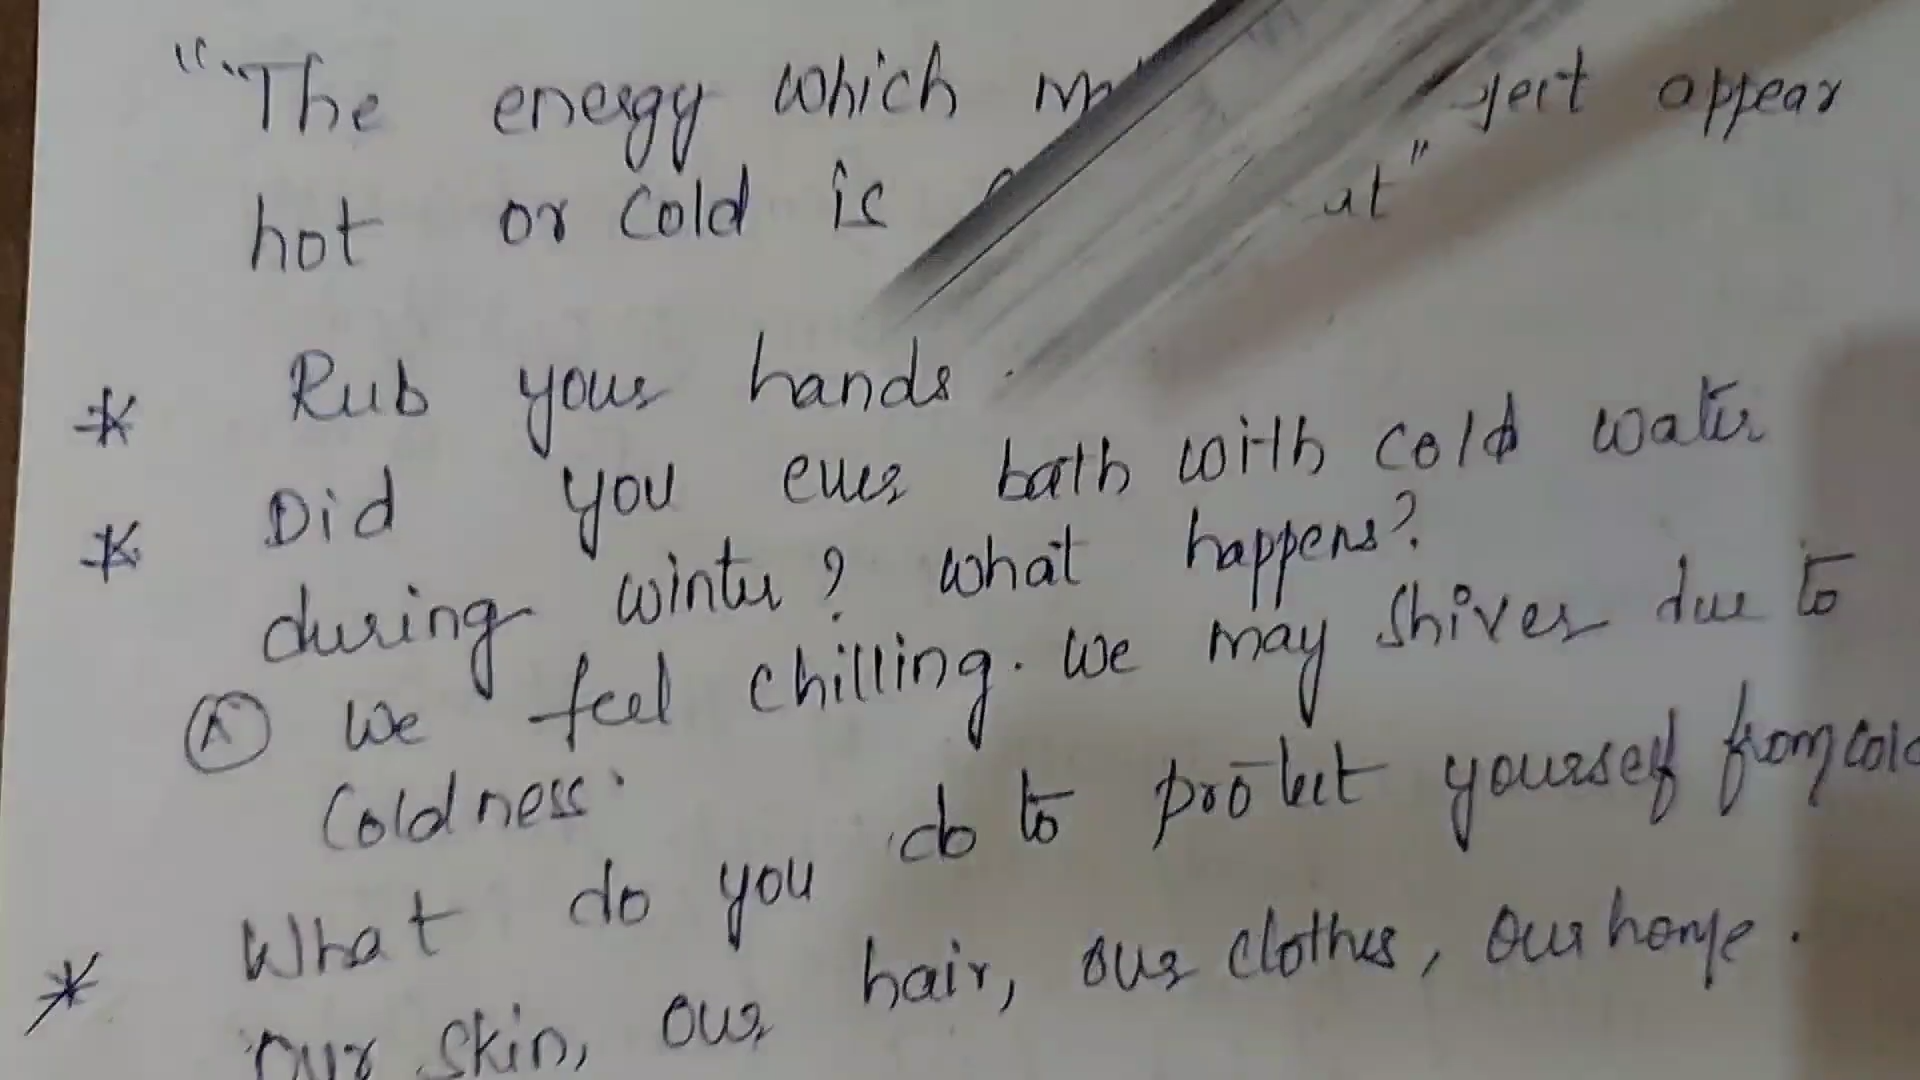 "The energy which appear
hot or cold is
* Rub your hands.
* Did you ever bath with cold water
during winter? what happens?
(A) We feel chilling. We may shiver due to
Coldness.
* What do you do to protect yourself from cold
Our skin, our hair, our clothes, our home.